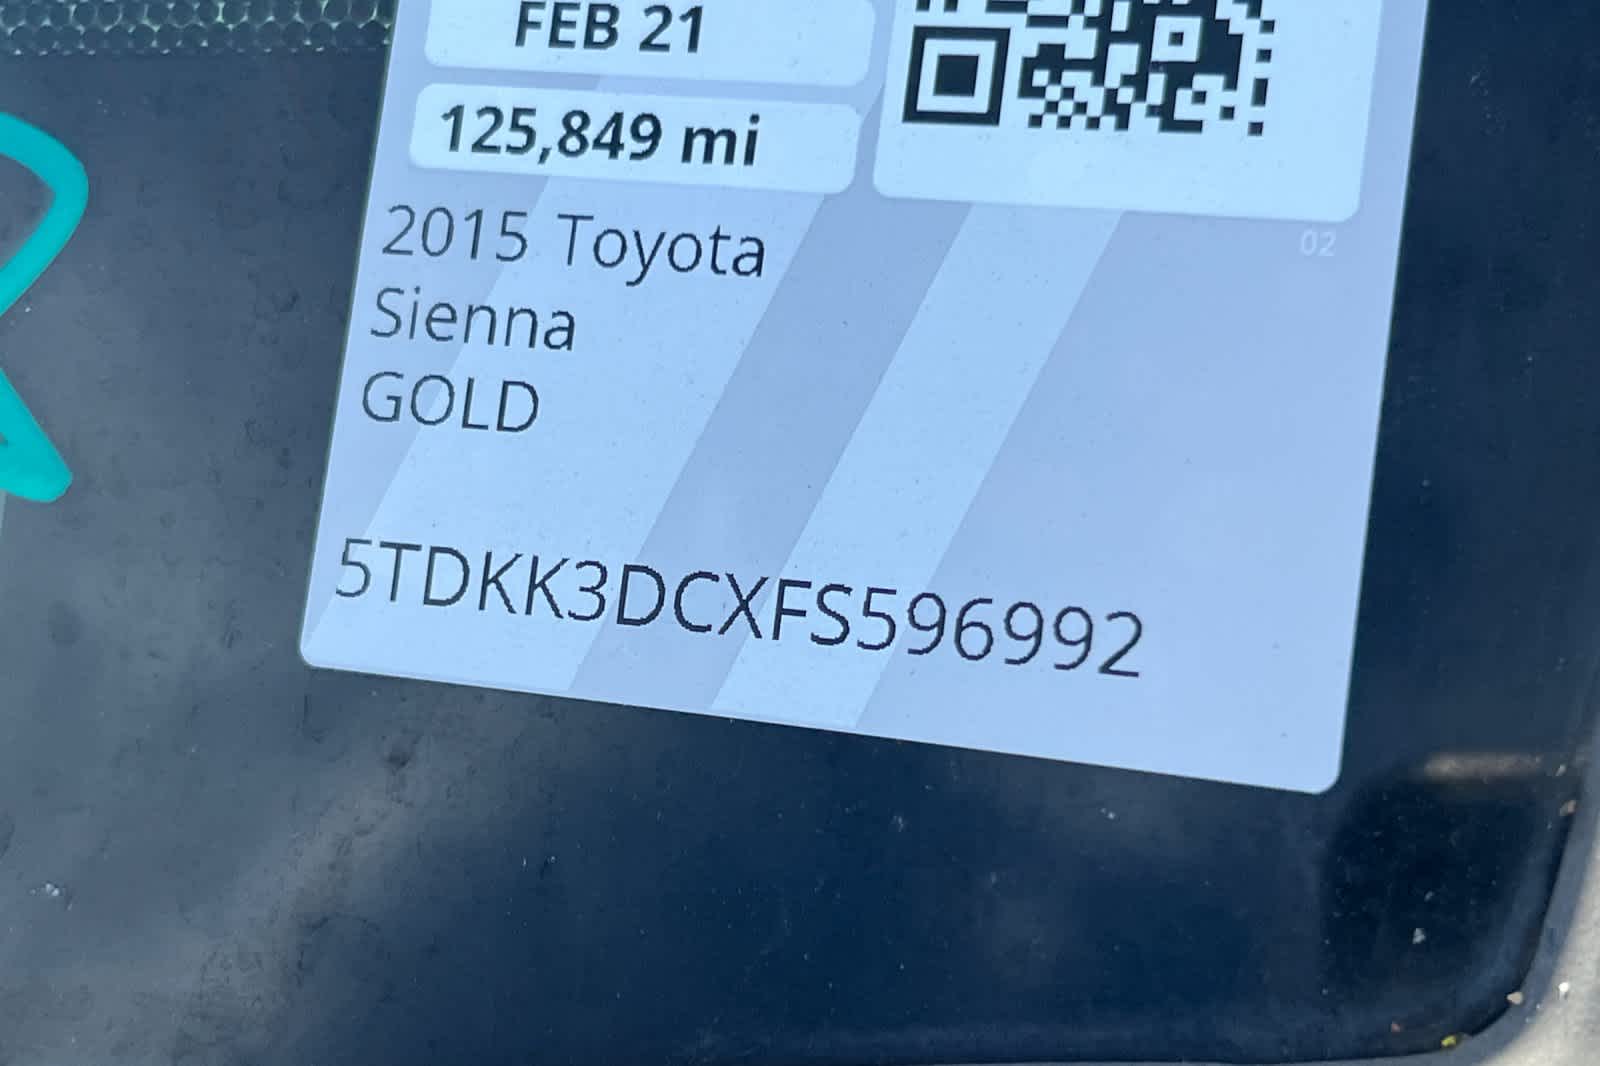 FEB 21
125,849 mi
02
2015 Toyota
Sienna
GOLD
5TDKK3DCXFS596992